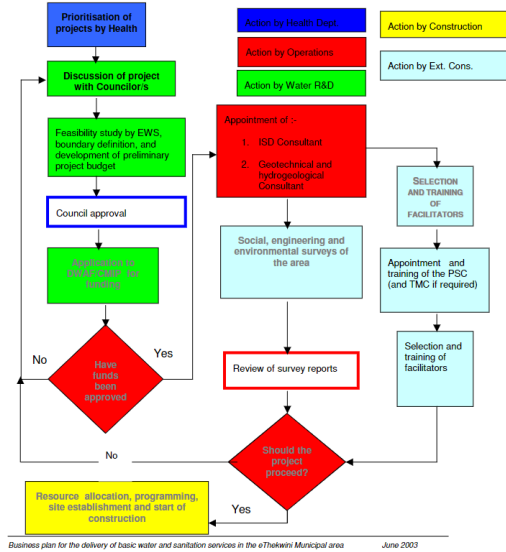 Prioritisation of
projects by Health
Action by Health Dept
Action by Construction
Action by Operations
Action by Ext. Cons.
Action by Water R&D
Discussion of project
with Councilor/s
Feasibility study by EWS,
boundary definition, and
development of preliminary
project budget
Council approval
Application to
DWAF/CMIP for
funding
Have
funds
been
approved
No
Yes
Appointment of :-
1. ISD Consultant
2. Geotechnical and
hydrogeological
Consultant
SELECTION
AND TRAINING
OF
FACILITATORS
Social, engineering and
environmental surveys of
the area
Appointment and
training of the PSC
(and TMC if required)
Selection and
training of
facilitators
Review of survey reports
Should the
project
proceed?
No
Yes
Resource allocation, programming,
site establishment and start of
construction
Business plan for the delivery of basic water and sanitation services in the eThekwini Municipal area June 2003